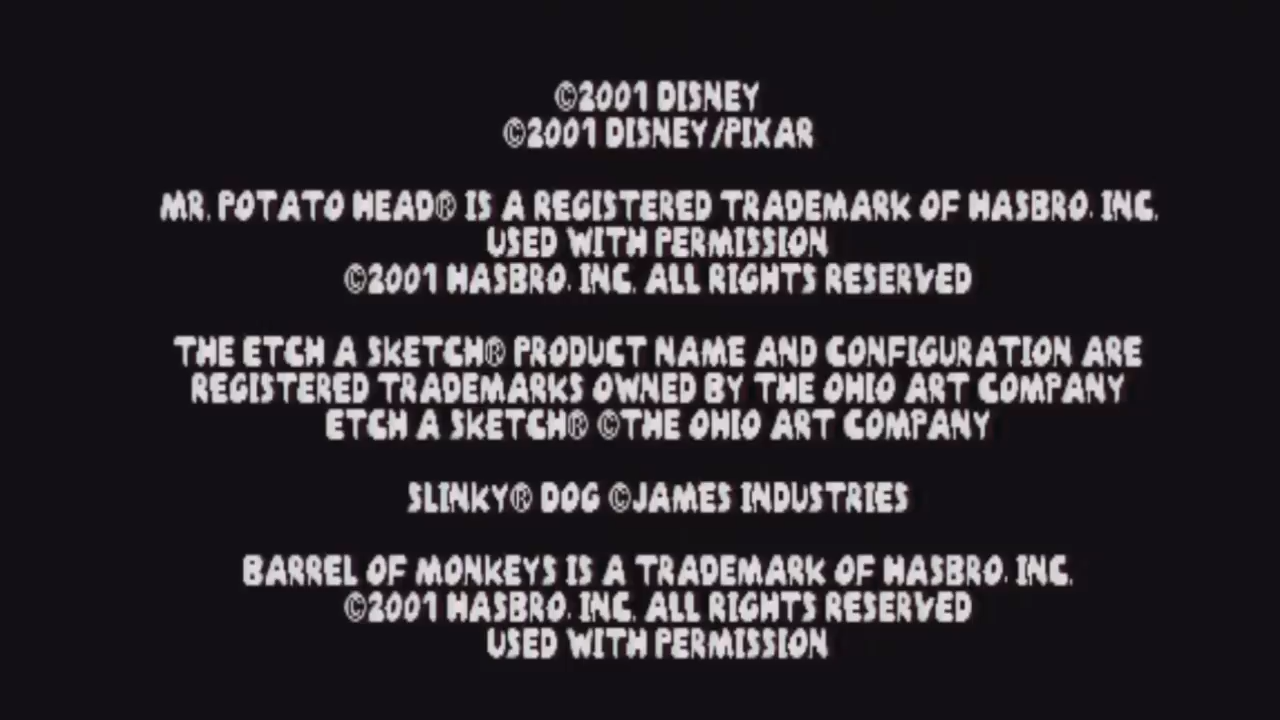 ©2001 DISNEY
©2001 DISNEY/PIXAR
MR. POTATO HEAD® IS A REGISTERED TRADEMARK OF HASBRO, INC.
USED WITH PERMISSION
©2001 HASBRO, INC. ALL RIGHTS RESERVED
THE ETCH A SKETCH® PRODUCT NAME AND CONFIGURATION ARE
REGISTERED TRADEMARKS OWNED BY THE OHIO ART COMPANY
ETCH A SKETCH® ©THE OHIO ART COMPANY
SLINKY® DOG ©JAMES INDUSTRIES
BARREL OF MONKEYS IS A TRADEMARK OF HASBRO, INC.
©2001 HASBRO, INC. ALL RIGHTS RESERVED
USED WITH PERMISSION